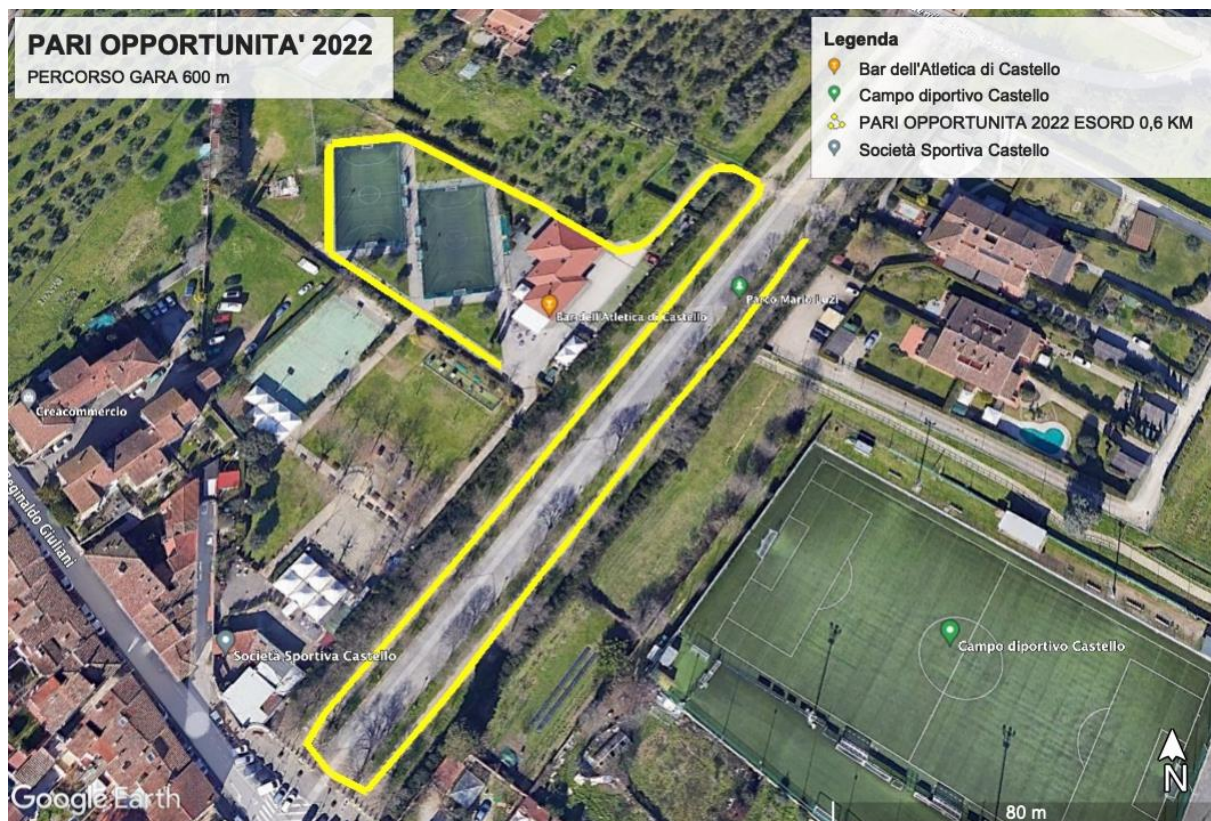 PARI OPPORTUNITA' 2022
PERCORSO GARA 600 m
Legenda
Bar dell'Atletica di Castello
Campo diportivo Castello
PARI OPPORTUNITA 2022 ESORD 0,6 KM
Società Sportiva Castello
Parco Mario Luzi
Bar dell'Atletica di Castello
Creacommercio
Reginaldo Giuliani
Società Sportiva Castello
Campo diportivo Castello
N
Google Earth
80 m